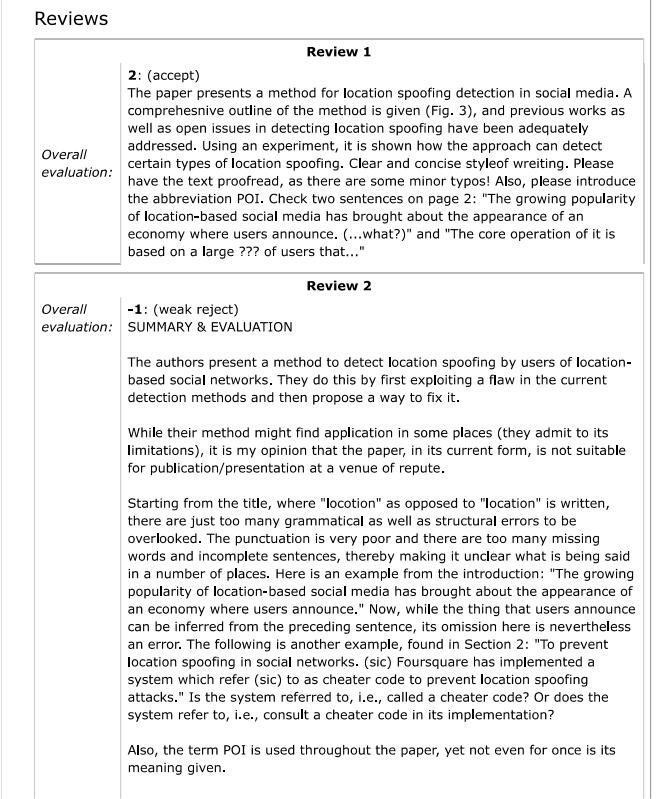 Reviews
Review 1
Overall
evaluation:
2: (accept)
The paper presents a method for location spoofing detection in social media. A
comprehesnive outline of the method is given (Fig. 3), and previous works as
well as open issues in detecting location spoofing have been adequately
addressed. Using an experiment, it is shown how the approach can detect
certain types of location spoofing. Clear and concise styleof wreiting. Please
have the text proofread, as there are some minor typos! Also, please introduce
the abbreviation POI. Check two sentences on page 2: "The growing popularity
of location-based social media has brought about the appearance of an
economy where users announce. (...what?)" and "The core operation of it is
based on a large ??? of users that..."
Review 2
Overall
evaluation:
-1: (weak reject)
SUMMARY & EVALUATION
The authors present a method to detect location spoofing by users of location-
based social networks. They do this by first exploiting a flaw in the current
detection methods and then propose a way to fix it.
While their method might find application in some places (they admit to its
limitations), it is my opinion that the paper, in its current form, is not suitable
for publication/presentation at a venue of repute.
Starting from the title, where "locotion" as opposed to "location" is written,
there are just too many grammatical as well as structural errors to be
overlooked. The punctuation is very poor and there are too many missing
words and incomplete sentences, thereby making it unclear what is being said
in a number of places. Here is an example from the introduction: "The growing
popularity of location-based social media has brought about the appearance of
an economy where users announce." Now, while the thing that users announce
can be inferred from the preceding sentence, its omission here is nevertheless
an error. The following is another example, found in Section 2: "To prevent
location spoofing in social networks. (sic) Foursquare has implemented a
system which refer (sic) to as cheater code to prevent location spoofing
attacks." Is the system referred to, i.e., called a cheater code? Or does the
system refer to, i.e., consult a cheater code in its implementation?
Also, the term POI is used throughout the paper, yet not even for once is its
meaning given.